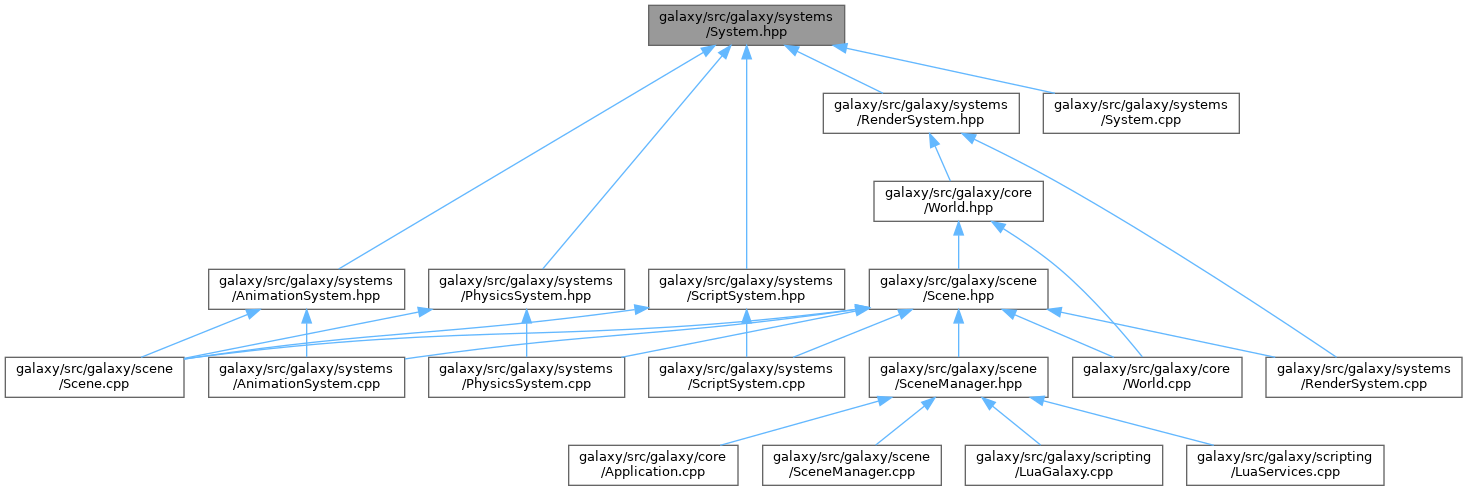 galaxy/src/galaxy/systems
/System.hpp
galaxy/src/galaxy/systems
/RenderSystem.hpp
galaxy/src/galaxy/systems
/System.cpp
galaxy/src/galaxy/core
/World.hpp
galaxy/src/galaxy/systems
/AnimationSystem.hpp
galaxy/src/galaxy/systems
/PhysicsSystem.hpp
galaxy/src/galaxy/systems
/ScriptSystem.hpp
galaxy/src/galaxy/scene
/Scene.hpp
galaxy/src/galaxy/scene
/Scene.cpp
galaxy/src/galaxy/systems
/AnimationSystem.cpp
galaxy/src/galaxy/systems
/PhysicsSystem.cpp
galaxy/src/galaxy/systems
/ScriptSystem.cpp
galaxy/src/galaxy/scene
/SceneManager.hpp
galaxy/src/galaxy/core
/World.cpp
galaxy/src/galaxy/systems
/RenderSystem.cpp
galaxy/src/galaxy/core
/Application.cpp
galaxy/src/galaxy/scene
/SceneManager.cpp
galaxy/src/galaxy/scripting
/LuaGalaxy.cpp
galaxy/src/galaxy/scripting
/LuaServices.cpp